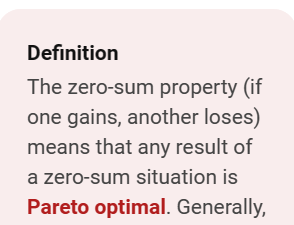 Definition
The zero-sum property (if
one gains, another loses)
means that any result of
a zero-sum situation is
Pareto optimal. Generally,